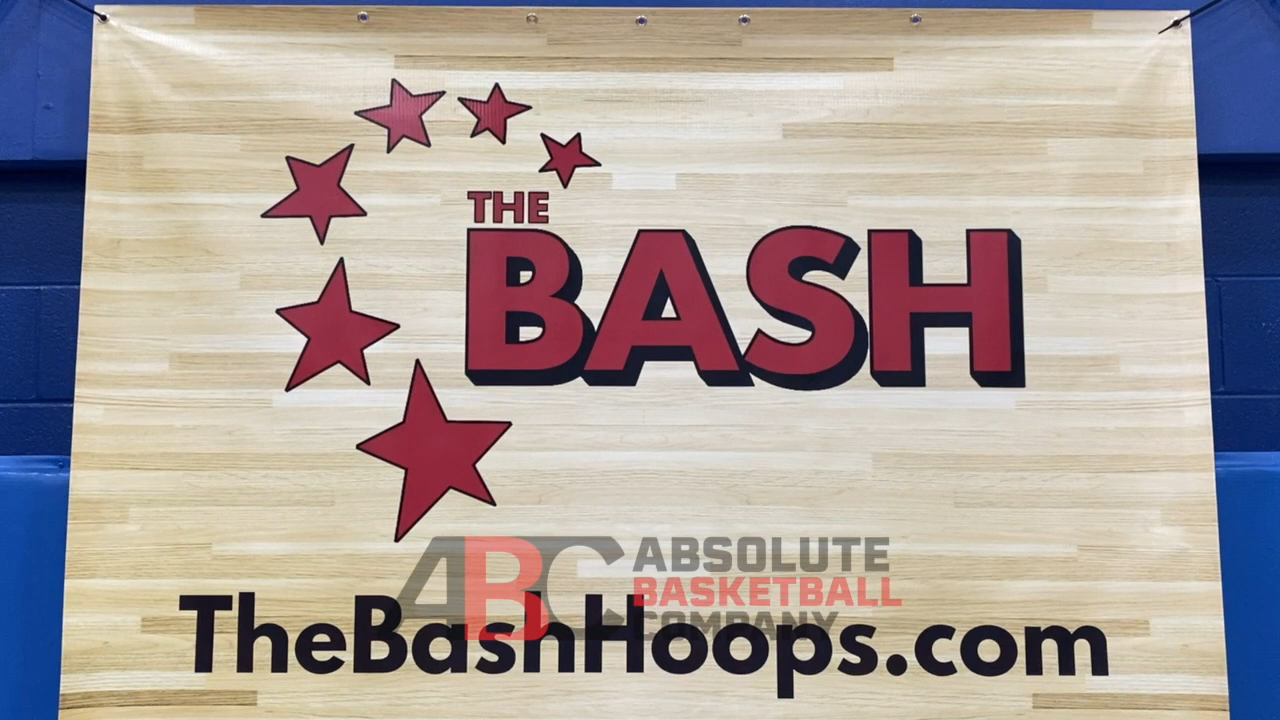 THE
BASH
ABC ABSOLUTE
BASKETBALL
COMPANY
TheBashHoops.com